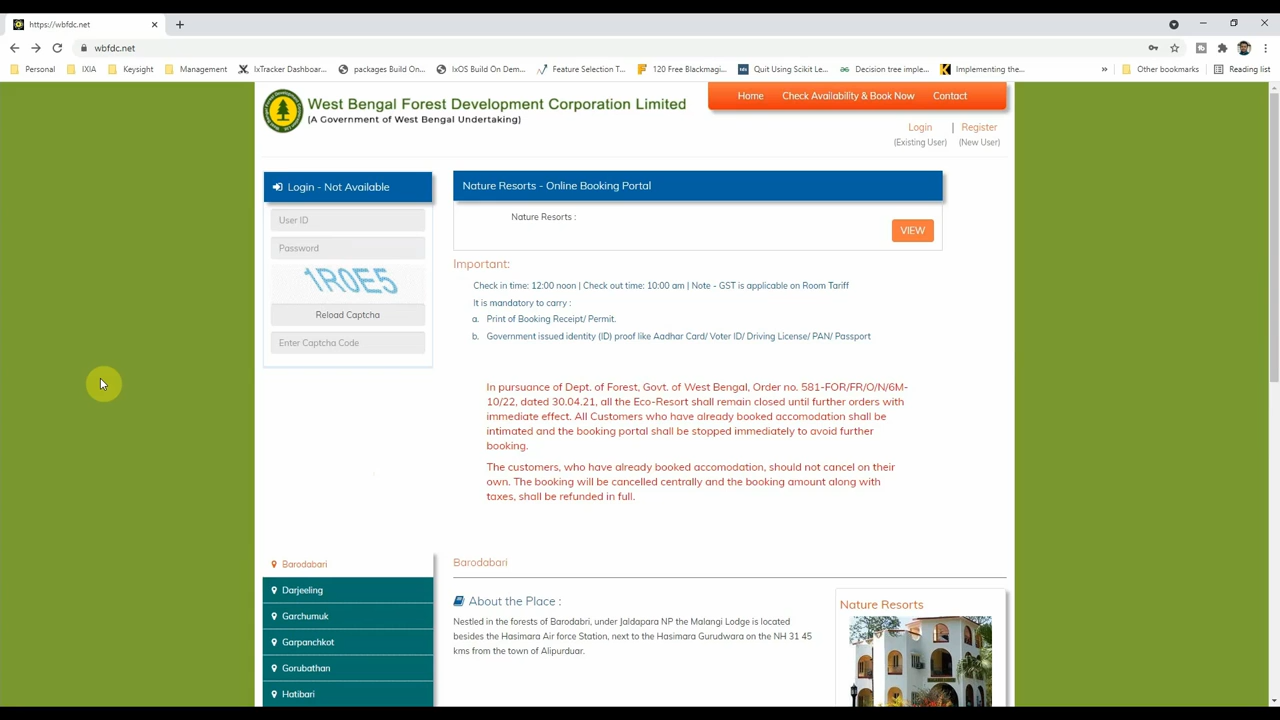 https://wbfdc.net
wbfdc.net
Personal
IXIA
Keysight
Management
IxTracker Dashboar...
packages Build On...
IxOS Build On Dem...
Feature Selection T...
120 Free Blackmagi...
Quit Using Scikit Le...
Decision tree imple...
Implementing the...
»
Other bookmarks
Reading list
West Bengal Forest Development Corporation Limited
(A Government of West Bengal Undertaking)
Home
Check Availability & Book Now
Contact
Login | Register
(Existing User) (New User)
Login - Not Available
User ID
Password
1R0E5
Reload Captcha
Enter Captcha Code
Nature Resorts - Online Booking Portal
Nature Resorts :
VIEW
Important:
Check in time: 12:00 noon | Check out time: 10:00 am | Note - GST is applicable on Room Tariff
It is mandatory to carry :
a. Print of Booking Receipt/ Permit.
b. Government issued identity (ID) proof like Aadhar Card/ Voter ID/ Driving License/ PAN/ Passport
In pursuance of Dept. of Forest, Govt. of West Bengal, Order no. 581-FOR/FR/O/N/6M-
10/22, dated 30.04.21, all the Eco-Resort shall remain closed until further orders with
immediate effect. All Customers who have already booked accomodation shall be
intimated and the booking portal shall be stopped immediately to avoid further
booking.
The customers, who have already booked accomodation, should not cancel on their
own. The booking will be cancelled centrally and the booking amount along with
taxes, shall be refunded in full.
Barodabari
Darjeeling
Garchumuk
Garpanchkot
Gorubathan
Hatibari
Barodabari
About the Place :
Nestled in the forests of Barodabri, under Jaldapara NP the Malangi Lodge is located
besides the Hasimara Air force Station, next to the Hasimara Gurudwara on the NH 31 45
kms from the town of Alipurduar.
Nature Resorts